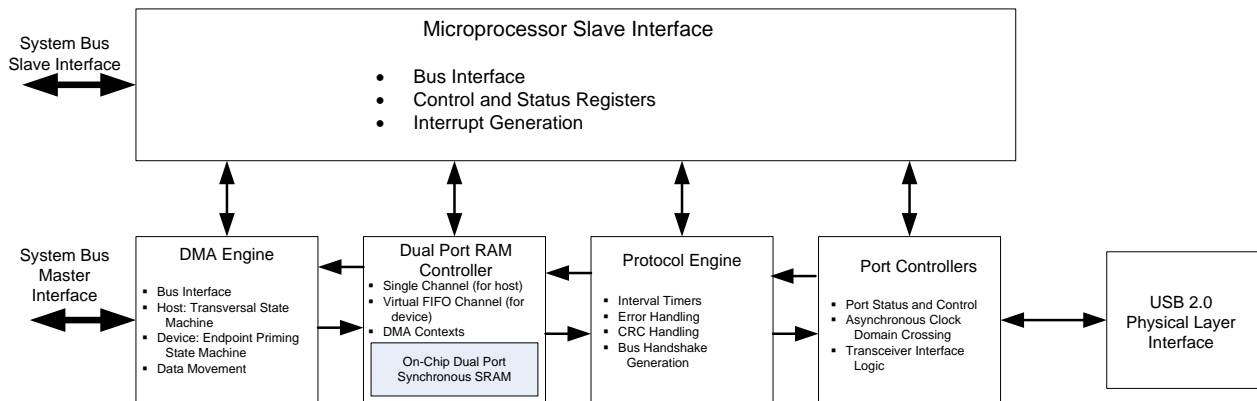 Microprocessor Slave Interface
System Bus
Slave Interface
• Bus Interface
• Control and Status Registers
• Interrupt Generation
System Bus
Master
Interface
DMA Engine
▪ Bus Interface
▪ Host: Transversal State
Machine
▪ Device: Endpoint Priming
State Machine
▪ Data Movement
Dual Port RAM
Controller
▪ Single Channel (for host)
▪ Virtual FIFO Channel (for
device)
▪ DMA Contexts
On-Chip Dual Port
Synchronous SRAM
Protocol Engine
▪ Interval Timers
▪ Error Handling
▪ CRC Handling
▪ Bus Handshake
Generation
Port Controllers
▪ Port Status and Control
▪ Asynchronous Clock
Domain Crossing
▪ Transceiver Interface
Logic
USB 2.0
Physical Layer
Interface